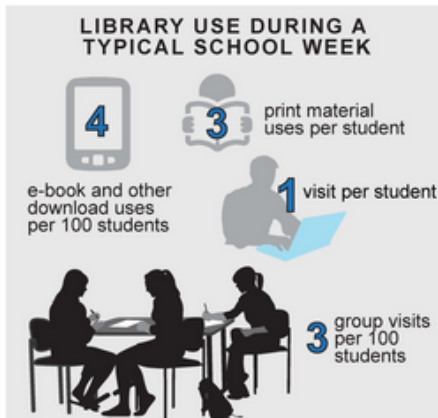 LIBRARY USE DURING A
TYPICAL SCHOOL WEEK
4
e-book and other
download uses
per 100 students
3
print material
uses per student
1
visit per student
3
group visits
per 100
students